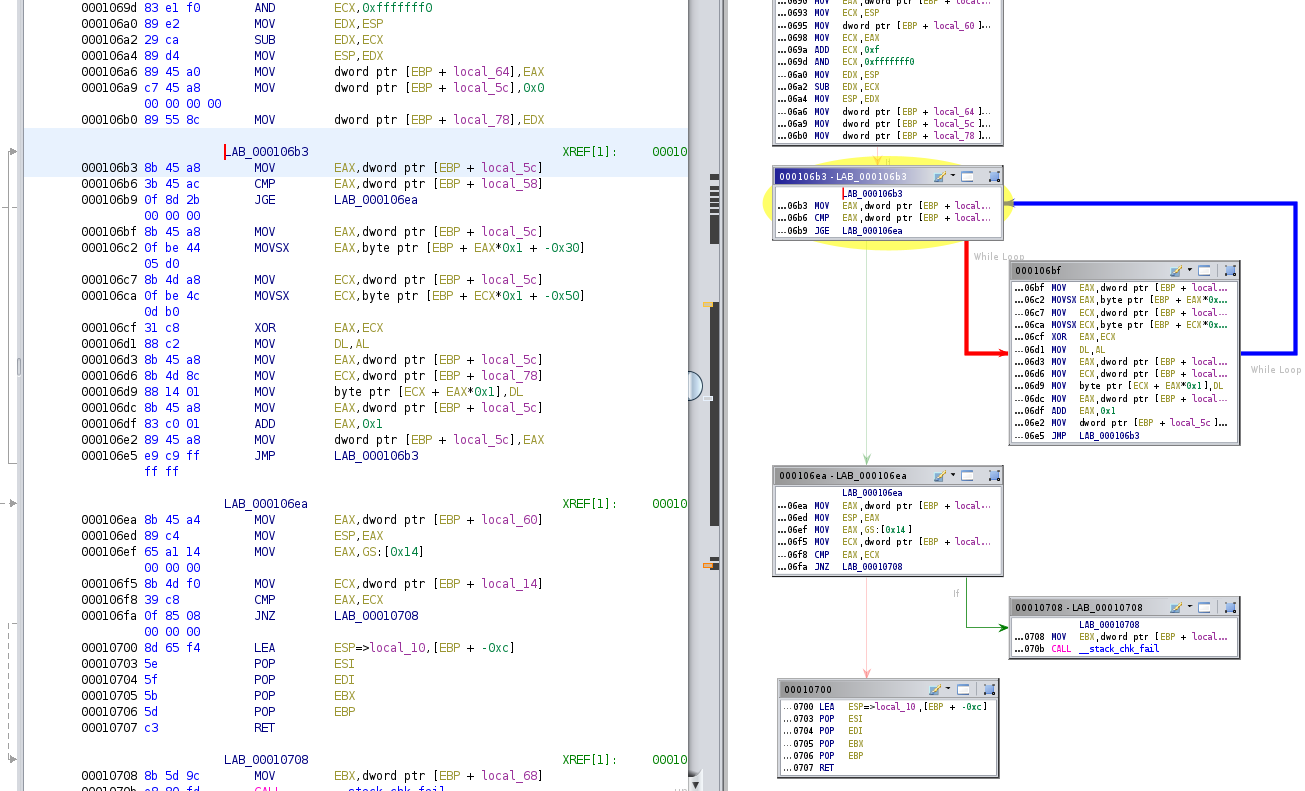 0001069d 83 e1 f0 AND ECX,0xfffffff0
000106a0 89 e2 MOV EDX,ESP
000106a2 29 ca SUB EDX,ECX
000106a4 89 d4 MOV ESP,EDX
000106a6 89 45 a0 MOV dword ptr [EBP + local_64],EAX
000106a9 c7 45 a8 MOV dword ptr [EBP + local_5c],0x0
00 00 00 00
000106b0 89 55 8c MOV dword ptr [EBP + local_78],EDX
LAB_000106b3 XREF[1]: 00010
000106b3 8b 45 a8 MOV EAX,dword ptr [EBP + local_5c]
000106b6 3b 45 ac CMP EAX,dword ptr [EBP + local_58]
000106b9 0f 8d 2b JGE LAB_000106ea
00 00 00
000106bf 8b 45 a8 MOV EAX,dword ptr [EBP + local_5c]
000106c2 0f be 44 MOVSX EAX,byte ptr [EBP + EAX*0x1 + -0x30]
05 d0
000106c7 8b 4d a8 MOV ECX,dword ptr [EBP + local_5c]
000106ca 0f be 4c MOVSX ECX,byte ptr [EBP + ECX*0x1 + -0x50]
0d b0
000106cf 31 c8 XOR EAX,ECX
000106d1 88 c2 MOV DL,AL
000106d3 8b 45 a8 MOV EAX,dword ptr [EBP + local_5c]
000106d6 8b 4d 8c MOV ECX,dword ptr [EBP + local_78]
000106d9 88 14 01 MOV byte ptr [ECX + EAX*0x1],DL
000106dc 8b 45 a8 MOV EAX,dword ptr [EBP + local_5c]
000106df 83 c0 01 ADD EAX,0x1
000106e2 89 45 a8 MOV dword ptr [EBP + local_5c],EAX
000106e5 e9 c9 ff JMP LAB_000106b3
ff ff
LAB_000106ea XREF[1]: 00010
000106ea 8b 45 a4 MOV EAX,dword ptr [EBP + local_60]
000106ed 89 c4 MOV ESP,EAX
000106ef 65 a1 14 MOV EAX,GS:[0x14]
00 00 00
000106f5 8b 4d f0 MOV ECX,dword ptr [EBP + local_14]
000106f8 39 c8 CMP EAX,ECX
000106fa 0f 85 08 JNZ LAB_00010708
00 00 00
00010700 8d 65 f4 LEA ESP=>local_10,[EBP + -0xc]
00010703 5e POP ESI
00010704 5f POP EDI
00010705 5b POP EBX
00010706 5d POP EBP
00010707 c3 RET
LAB_00010708 XREF[1]: 00010
00010708 8b 5d 9c MOV EBX,dword ptr [EBP + local_68]
...0693 MOV ECX,ESP
...0695 MOV dword ptr [EBP + local_60 ]...
...0698 MOV ECX,EAX
...069a ADD ECX,0xf
...069d AND ECX,0xfffffff0
...06a0 MOV EDX,ESP
...06a2 SUB EDX,ECX
...06a4 MOV ESP,EDX
...06a6 MOV dword ptr [EBP + local_64 ]...
...06a9 MOV dword ptr [EBP + local_5c ]...
...06b0 MOV dword ptr [EBP + local_78 ]...
If
000106b3 - LAB_000106b3
LAB_000106b3
...06b3 MOV EAX,dword ptr [EBP + local...
...06b6 CMP EAX,dword ptr [EBP + local...
...06b9 JGE LAB_000106ea
While Loop
000106bf
...06bf MOV EAX,dword ptr [EBP + local...
...06c2 MOVSX EAX,byte ptr [EBP + EAX*0x...
...06c7 MOV ECX,dword ptr [EBP + local...
...06ca MOVSX ECX,byte ptr [EBP + ECX*0x...
...06cf XOR EAX,ECX
...06d1 MOV DL,AL
...06d3 MOV EAX,dword ptr [EBP + local...
...06d6 MOV ECX,dword ptr [EBP + local...
...06d9 MOV byte ptr [ECX + EAX*0x1],DL
...06dc MOV EAX,dword ptr [EBP + local...
...06df ADD EAX,0x1
...06e2 MOV dword ptr [EBP + local_5c ]...
...06e5 JMP LAB_000106b3
While Loop
000106ea - LAB_000106ea
LAB_000106ea
...06ea MOV EAX,dword ptr [EBP + local...
...06ed MOV ESP,EAX
...06ef MOV EAX,GS:[0x14]
...06f5 MOV ECX,dword ptr [EBP + local...
...06f8 CMP EAX,ECX
...06fa JNZ LAB_00010708
If
00010708 - LAB_00010708
LAB_00010708
...0708 MOV EBX,dword ptr [EBP + local...
...070b CALL __stack_chk_fail
00010700
...0700 LEA ESP=>local_10 ,[EBP + -0xc]
...0703 POP ESI
...0704 POP EDI
...0705 POP EBX
...0706 POP EBP
...0707 RET